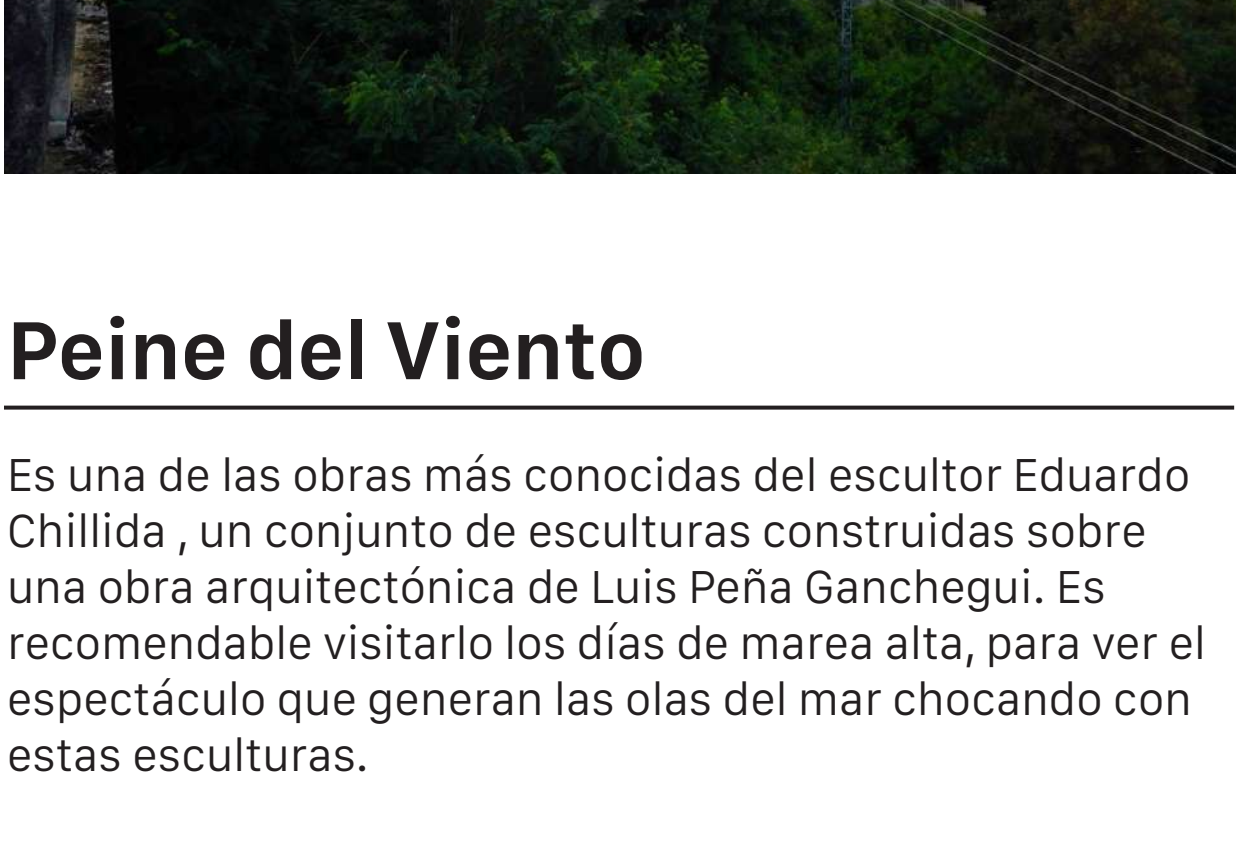 Peine del Viento
Es una de las obras más conocidas del escultor Eduardo
Chillida , un conjunto de esculturas construidas sobre
una obra arquitectónica de Luis Peña Ganchegui. Es
recomendable visitarlo los días de marea alta, para ver el
espectáculo que generan las olas del mar chocando con
estas esculturas.